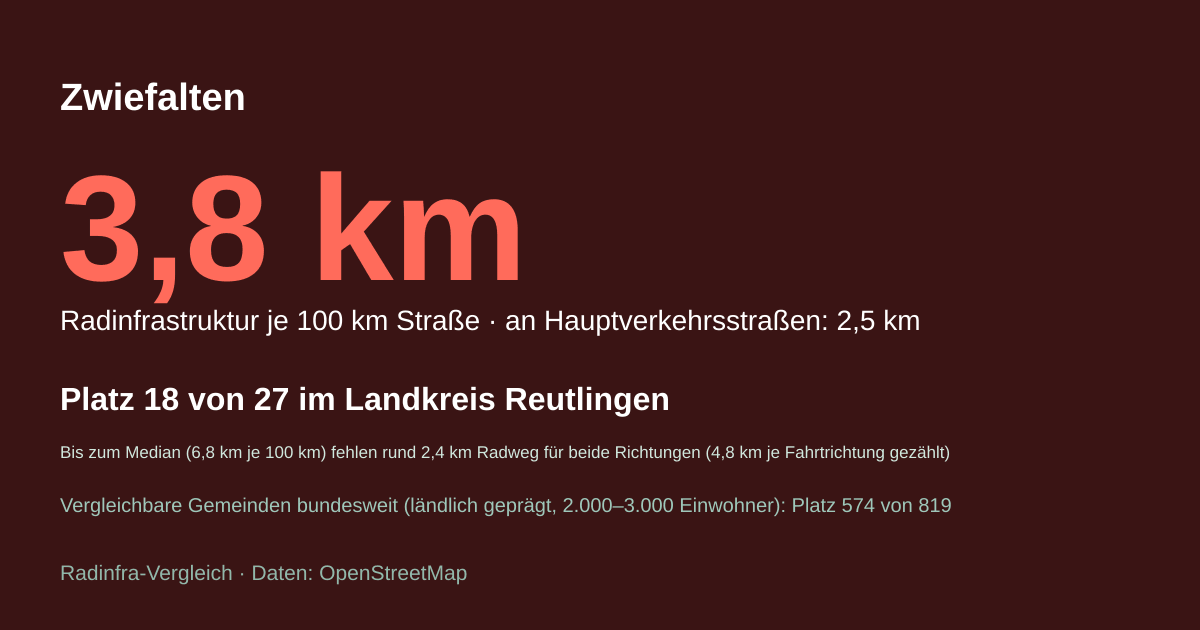 Zwiefalten
3,8 km
Radinfrastruktur je 100 km Straße · an Hauptverkehrsstraßen: 2,5 km
Platz 18 von 27 im Landkreis Reutlingen
Bis zum Median (6,8 km je 100 km) fehlen rund 2,4 km Radweg für beide Richtungen (4,8 km je Fahrtrichtung gezählt)
Vergleichbare Gemeinden bundesweit (ländlich geprägt, 2.000–3.000 Einwohner): Platz 574 von 819
Radinfra-Vergleich · Daten: OpenStreetMap